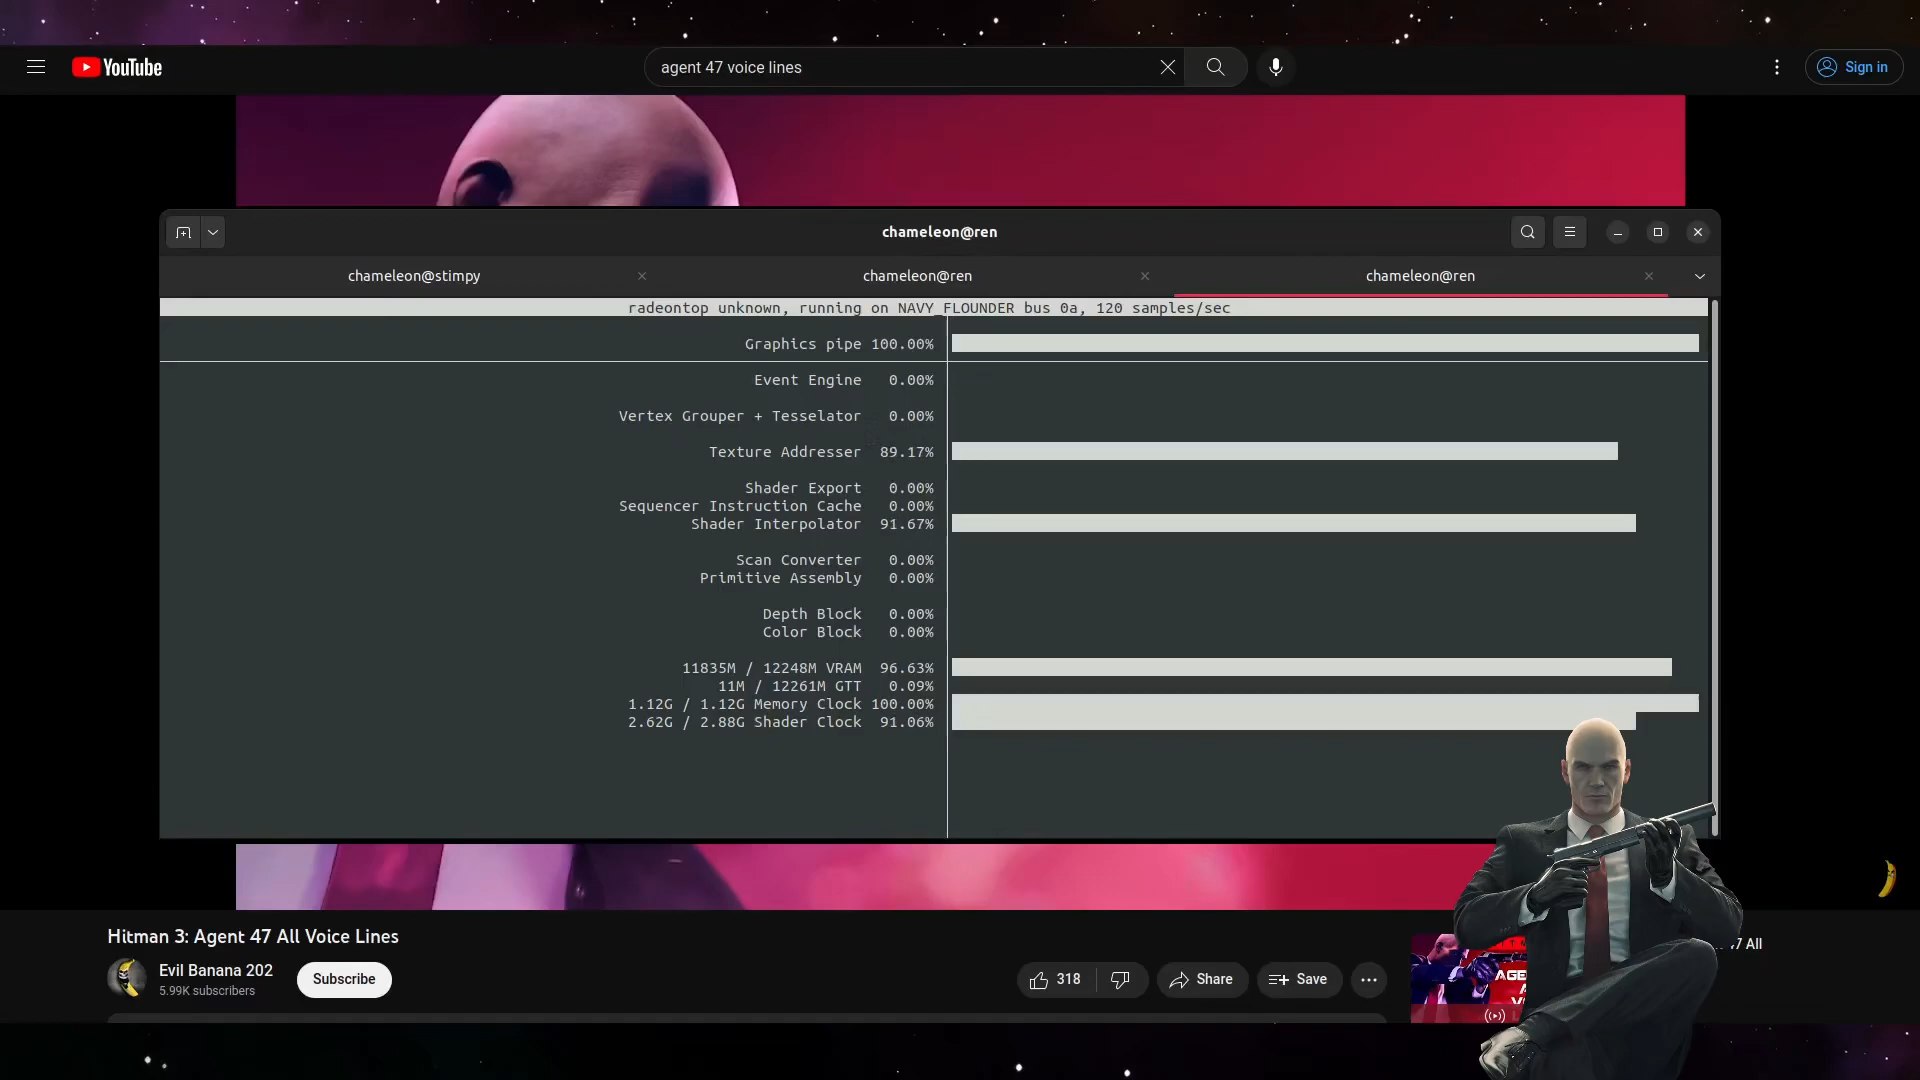 YouTube
agent 47 voice lines
Sign in
chameleon@ren
chameleon@stimpy
chameleon@ren
chameleon@ren
radeontop unknown, running on NAVY_FLOUNDER bus 0a, 120 samples/sec
Graphics pipe 100.00%
Event Engine 0.00%
Vertex Grouper + Tesselator 0.00%
Texture Addresser 89.17%
Shader Export 0.00%
Sequencer Instruction Cache 0.00%
Shader Interpolator 91.67%
Scan Converter 0.00%
Primitive Assembly 0.00%
Depth Block 0.00%
Color Block 0.00%
11835M / 12248M VRAM 96.63%
11M / 12261M GTT 0.09%
1.12G / 1.12G Memory Clock 100.00%
2.62G / 2.88G Shader Clock 91.06%
Hitman 3: Agent 47 All Voice Lines
Evil Banana 202
5.99K subscribers
Subscribe
318
Share
Save
All